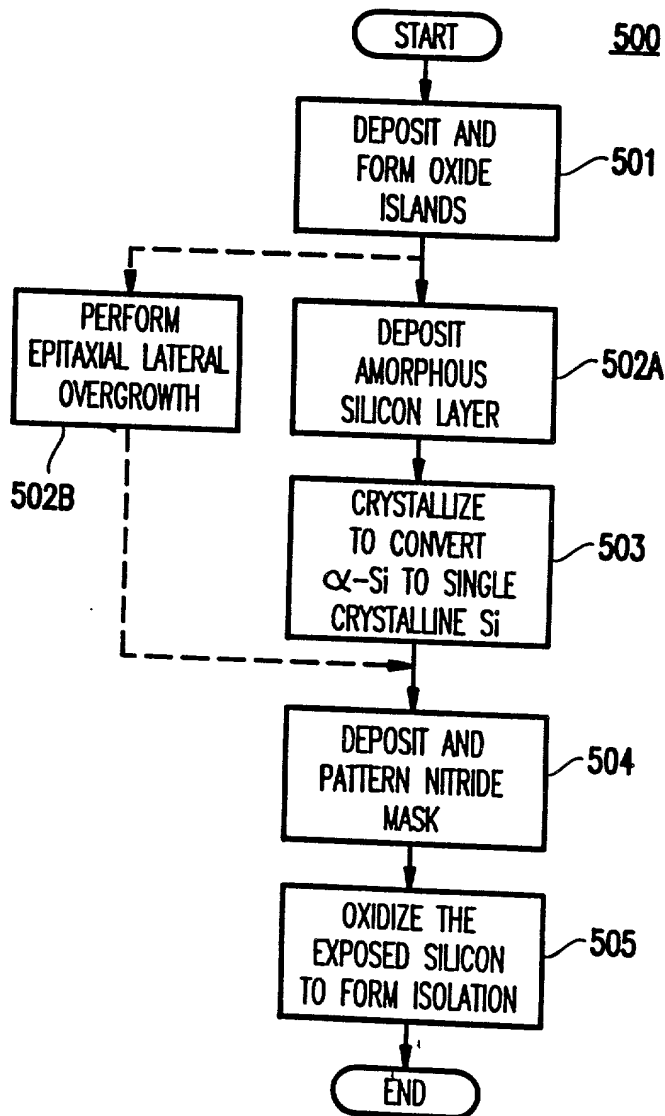 START
500
DEPOSIT AND
FORM OXIDE
ISLANDS
501
PERFORM
EPITAXIAL LATERAL
OVERGROWTH
502B
DEPOSIT
AMORPHOUS
SILICON LAYER
502A
CRYSTALLIZE
TO CONVERT
α-Si TO SINGLE
CRYSTALLINE Si
503
DEPOSIT AND
PATTERN NITRIDE
MASK
504
OXIDIZE THE
EXPOSED SILICON
TO FORM ISOLATION
505
END